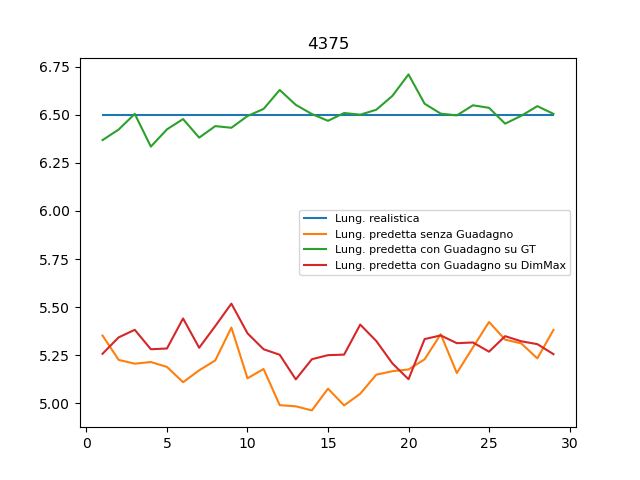 4375
6.75
6.50
6.25
6.00
5.75
5.50
5.25
5.00
Lung. realistica
Lung. predetta senza Guadagno
Lung. predetta con Guadagno su GT
Lung. predetta con Guadagno su DimMax
0 5 10 15 20 25 30